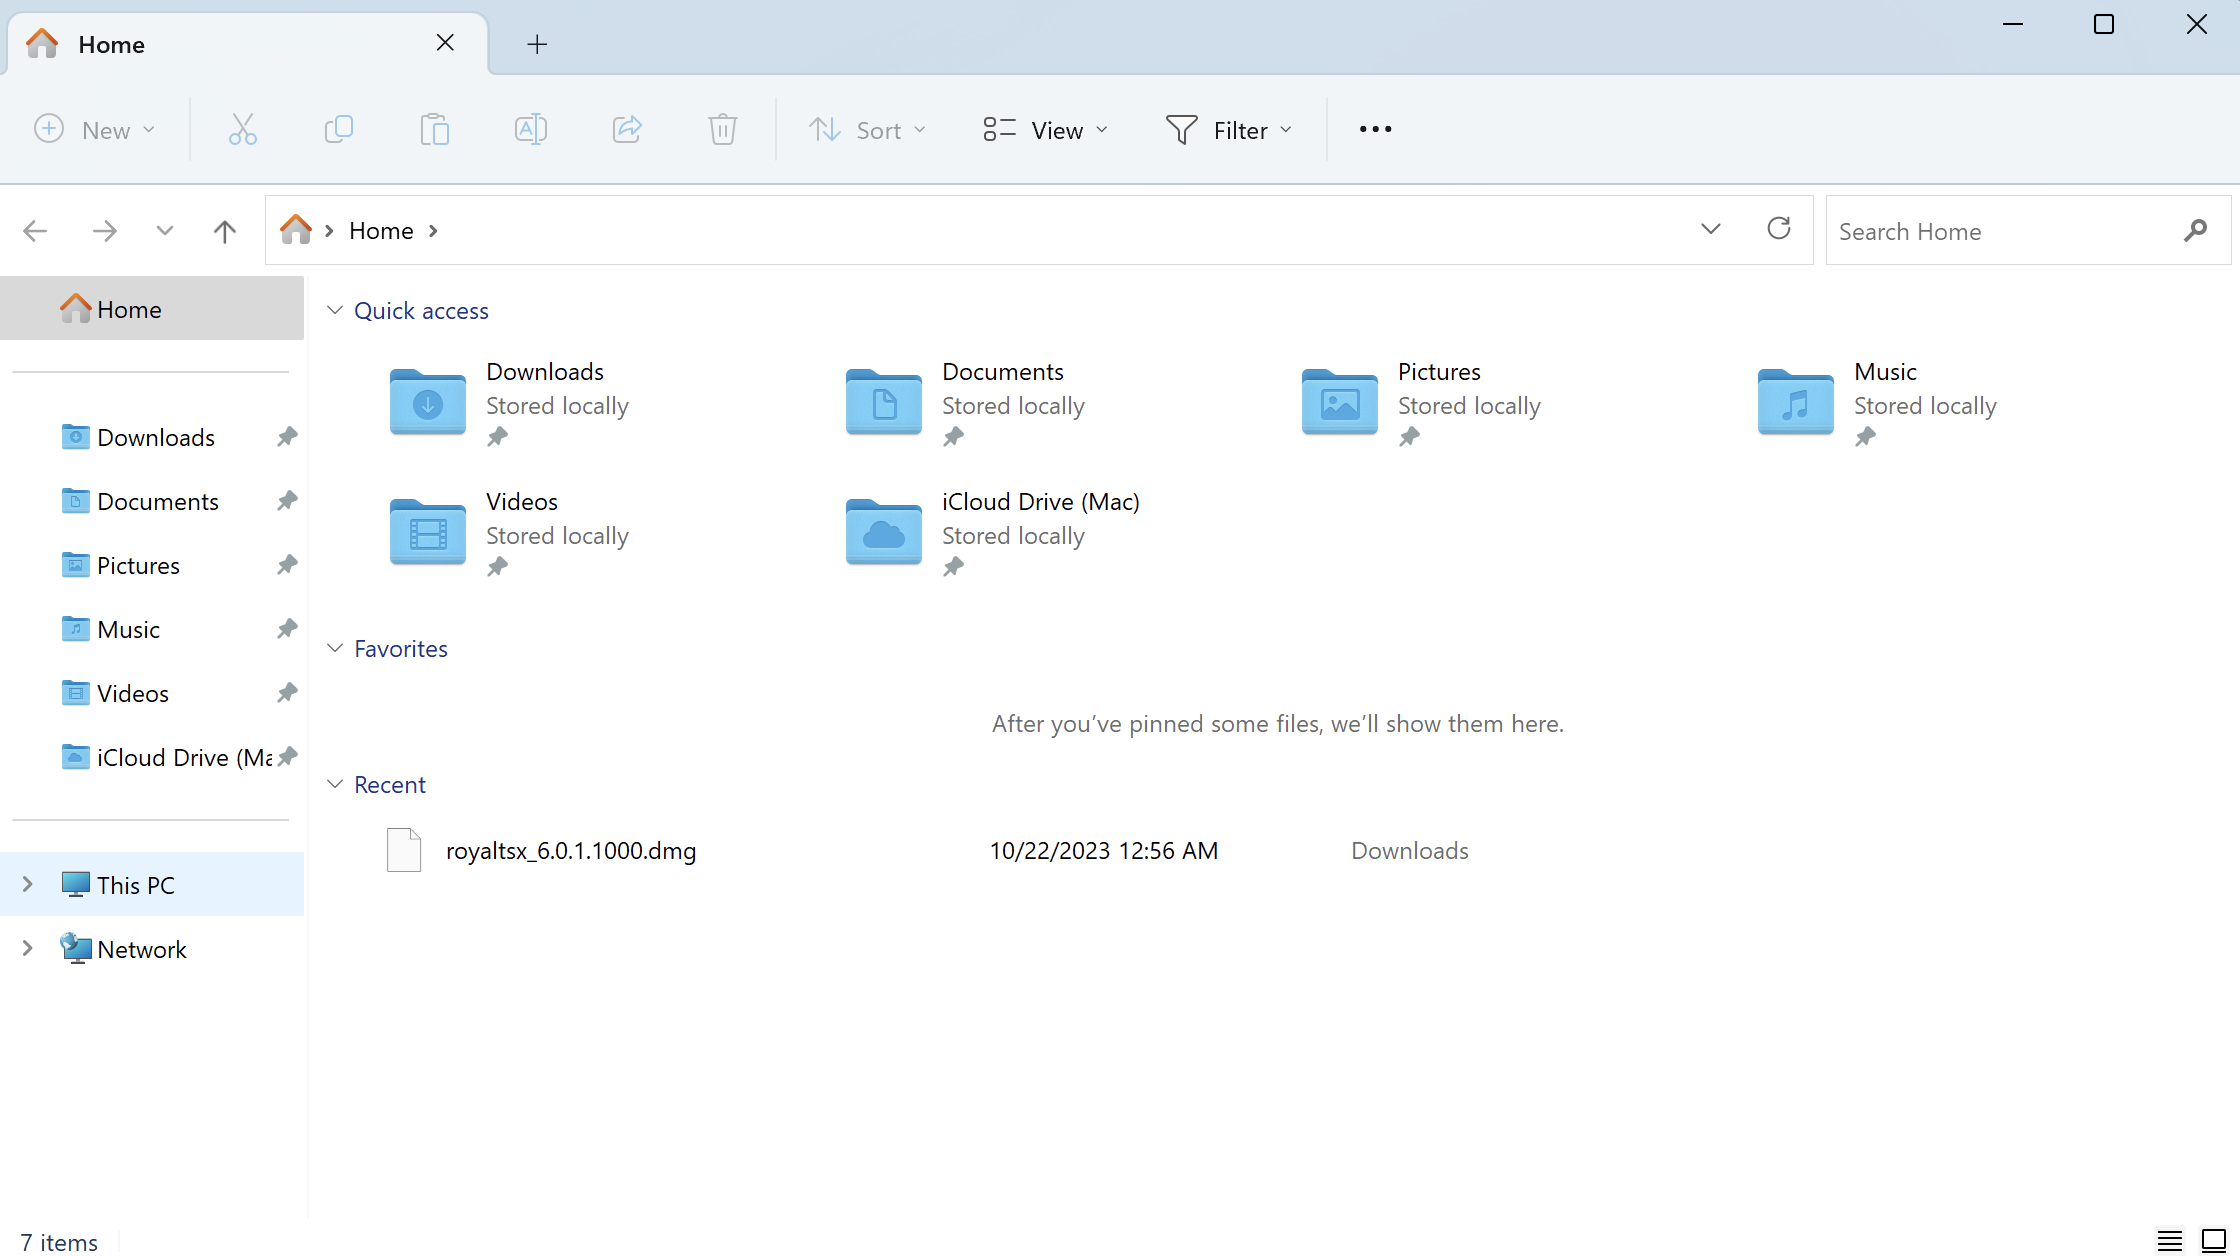 Home
New
Sort
View
Filter
Home
Search Home
Home
Downloads
Documents
Pictures
Music
Videos
iCloud Drive (Ma
This PC
Network
Quick access
Downloads
Stored locally
Documents
Stored locally
Pictures
Stored locally
Music
Stored locally
Videos
Stored locally
iCloud Drive (Mac)
Stored locally
Favorites
After you’ve pinned some files, we’ll show them here.
Recent
royaltsx_6.0.1.1000.dmg 10/22/2023 12:56 AM Downloads
7 items